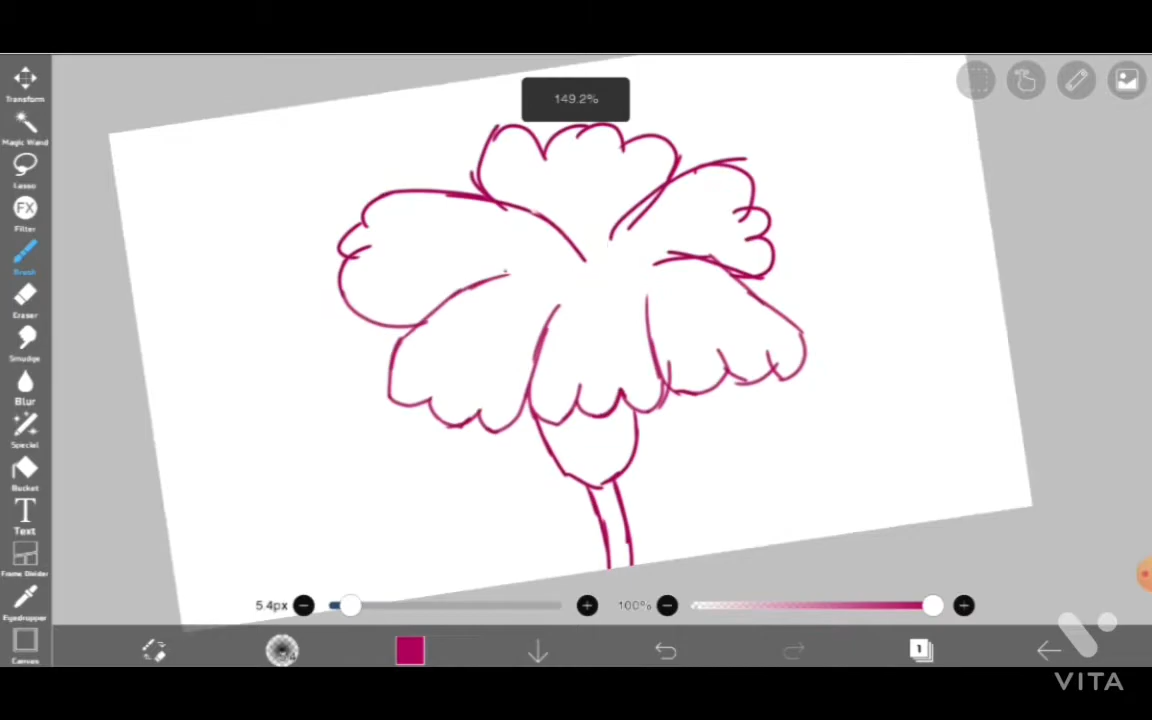 149.2%
Transform
Magic Wand
Lasso
FX
Filter
Brush
Eraser
Smudge
Blur
Special
Bucket
T
Text
Frame Divider
Eyedropper
Canvas
5.4px
100%
1
VITA